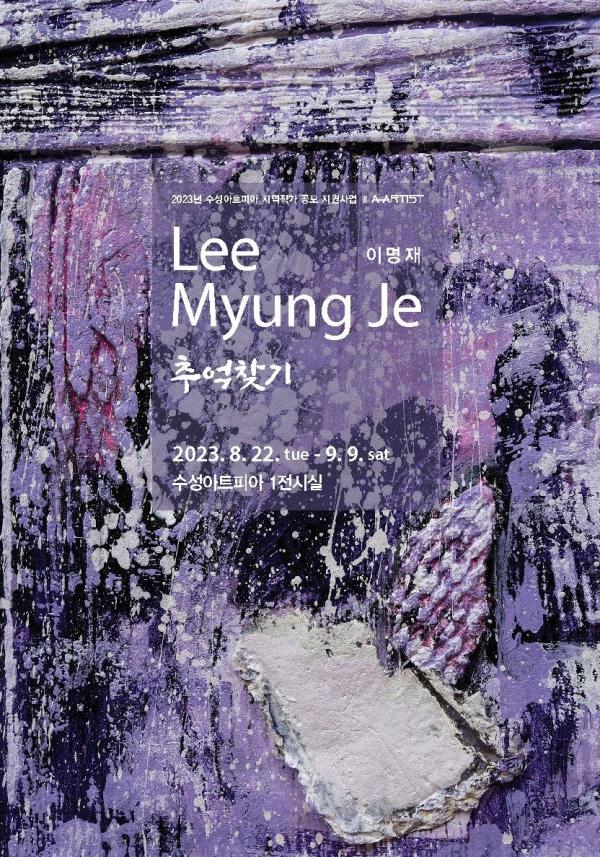 2023년 수성아트피아 지역작가 공모 지원사업 Ⅱ A-ARTIST
Lee 이명재
Myung Je
추억찾기
2023. 8. 22. tue - 9. 9. sat
수성아트피아 1전시실